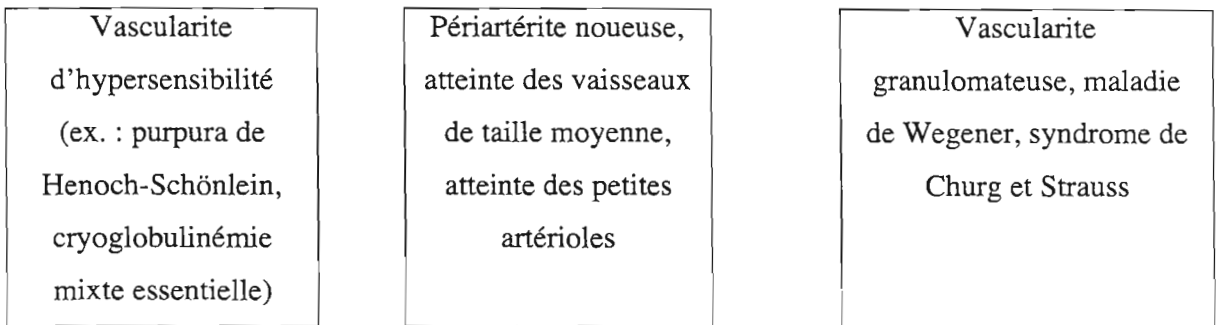 Vascularite
d'hypersensibilité
(ex. : purpura de
Henoch-Schönlein,
cryoglobulinémie
mixte essentielle)
Périartérite noueuse,
atteinte des vaisseaux
de taille moyenne,
atteinte des petites
artérioles
Vascularite
granulomateuse, maladie
de Wegener, syndrome de
Churg et Strauss